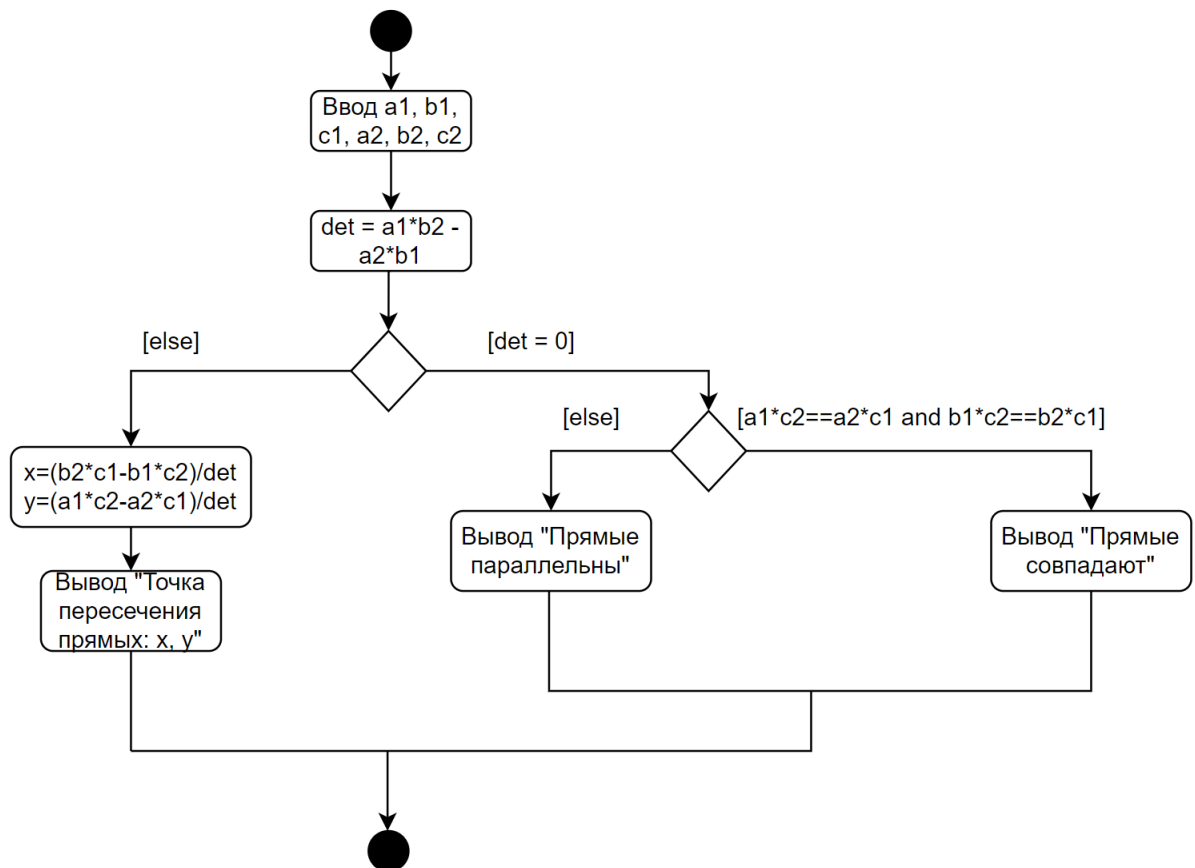 Ввод a1, b1,
c1, a2, b2, c2
det = a1*b2 -
a2*b1
[else]
[det = 0]
[else]
[a1*c2==a2*c1 and b1*c2==b2*c1]
x=(b2*c1-b1*c2)/det
y=(a1*c2-a2*c1)/det
Вывод "Прямые
параллельны"
Вывод "Прямые
совпадают"
Вывод "Точка
пересечения
прямых: x, y"